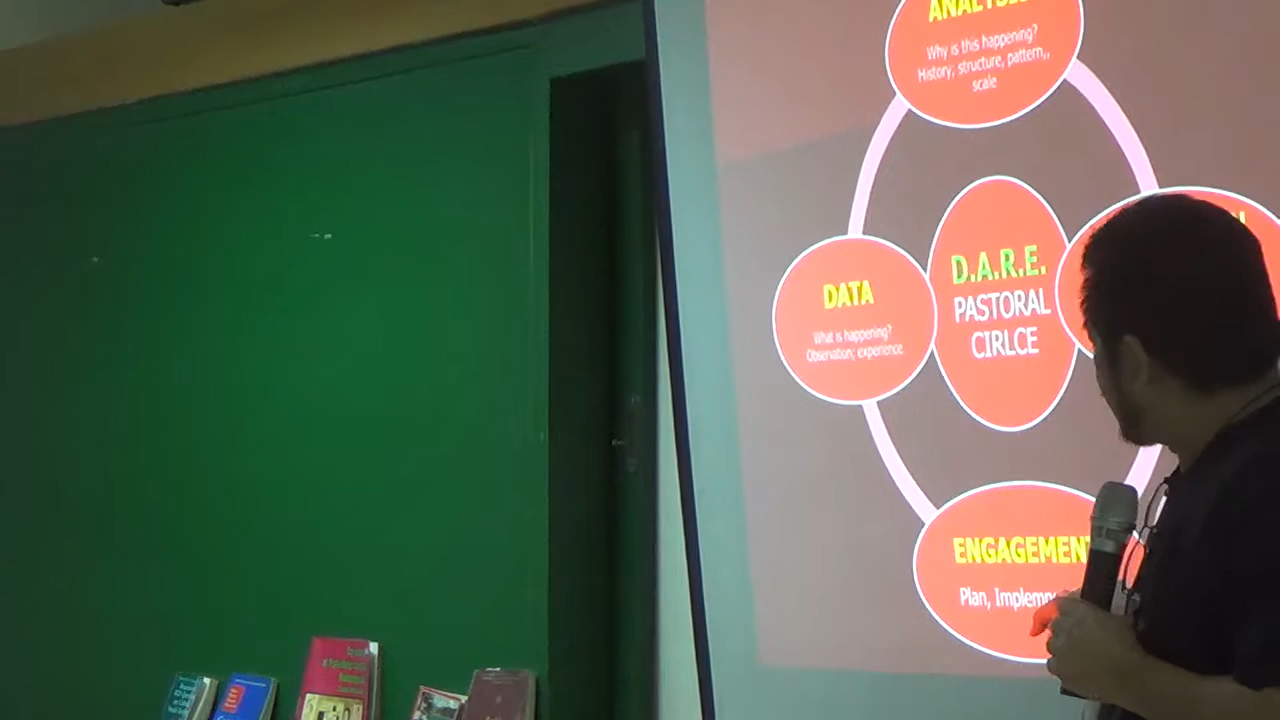 ANALYSIS
Why is this happening?
History; structure, pattern,,
scale
DATA
What is happening?
Observation; experience
D.A.R.E.
PASTORAL
CIRLCE
ENGAGEMENT
Plan,